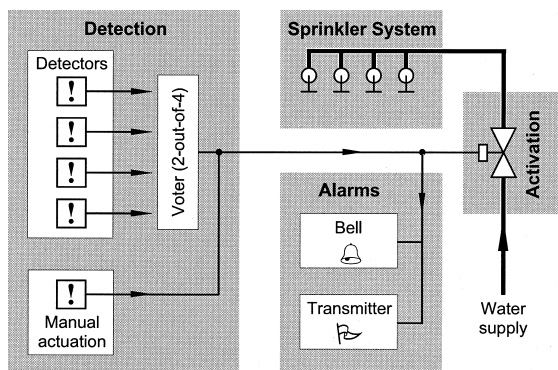 Detection
Detectors
!
!
!
!
Voter (2-out-of-4)
!
Manual
actuation
Sprinkler System
Alarms
Bell
Transmitter
Activation
Water
supply